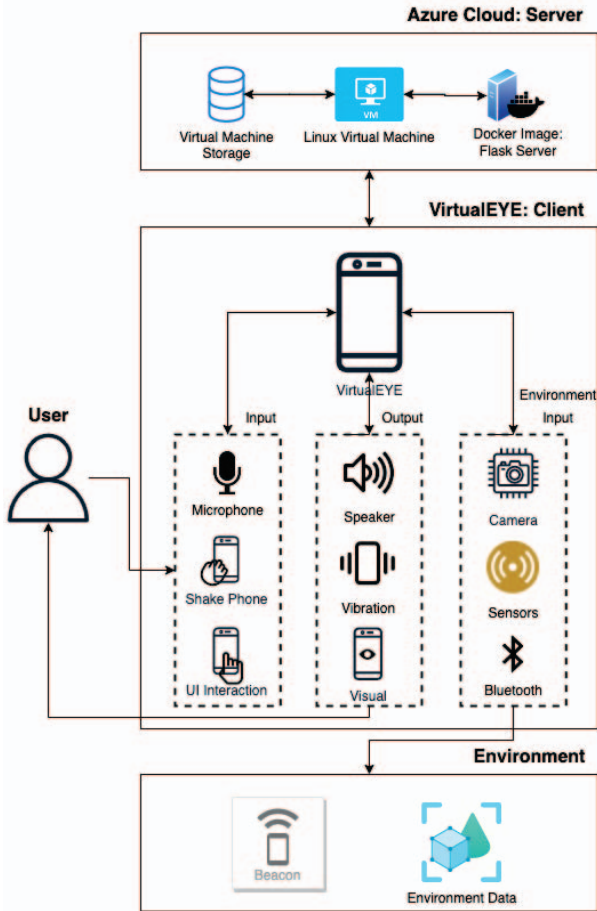 Azure Cloud: Server
Virtual Machine
Storage
VM
Linux Virtual Machine
Docker Image:
Flask Server
VirtualEYE: Client
VirtualEYE
User
Input
Output
Environment
Input
Microphone
Speaker
Camera
Shake Phone
Vibration
Sensors
UI Interaction
Visual
Bluetooth
Environment
Beacon
Environment Data